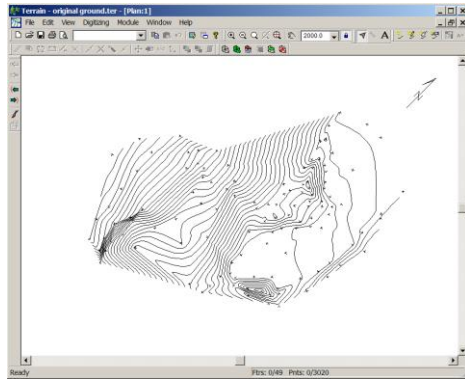 Terrain - original ground.ter - [Plan:1]
File Edit View Digitizing Module Window Help
2000.0
A
N
Ready
Ftrs: 0/49 Pnts: 0/3020